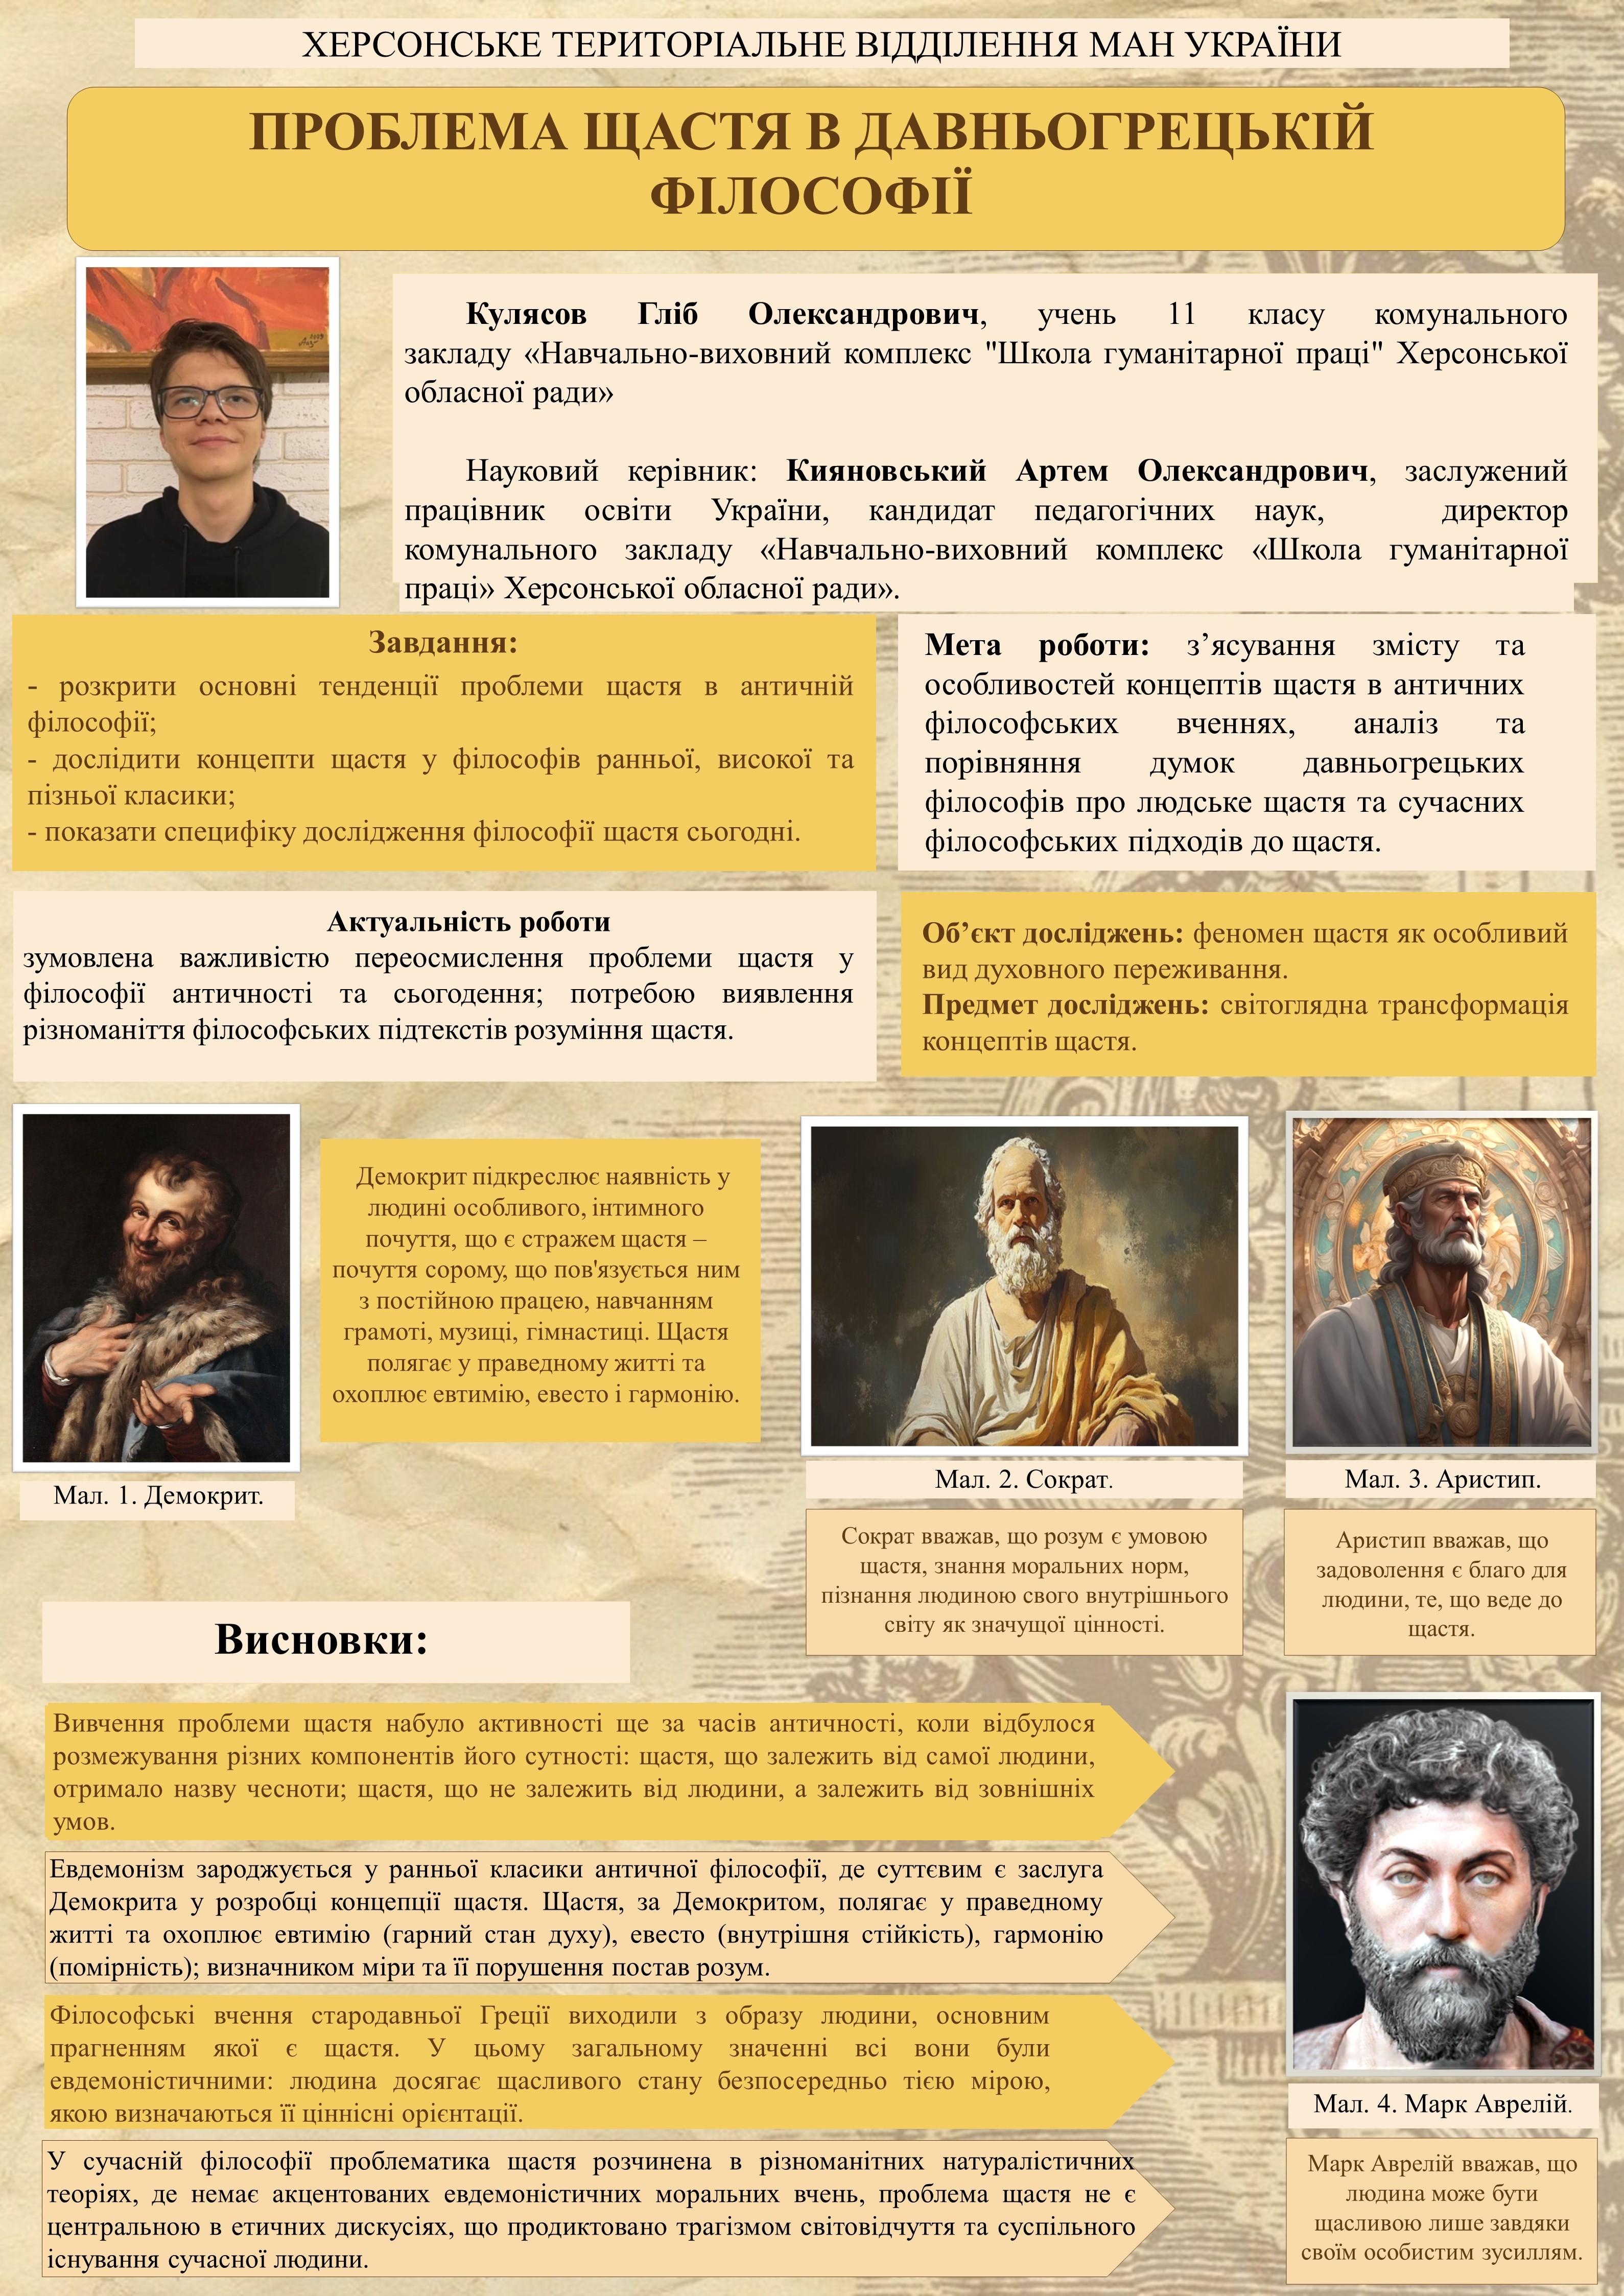 ХЕРСОНСЬКЕ ТЕРИТОРІАЛЬНЕ ВІДДІЛЕННЯ МАН УКРАЇНИ
ПРОБЛЕМА ЩАСТЯ В ДАВНЬОГРЕЦЬКІЙ
ФІЛОСОФІЇ
Кулясов Гліб Олександрович, учень 11 класу комунального
закладу «Навчально-виховний комплекс "Школа гуманітарної праці" Херсонської
обласної ради»
Науковий керівник: Кияновський Артем Олександрович, заслужений
працівник освіти України, кандидат педагогічних наук, директор
комунального закладу «Навчально-виховний комплекс «Школа гуманітарної
праці» Херсонської обласної ради».
Завдання:
- розкрити основні тенденції проблеми щастя в античній
філософії;
- дослідити концепти щастя у філософів ранньої, високої та
пізньої класики;
- показати специфіку дослідження філософії щастя сьогодні.
Мета роботи: з’ясування змісту та
особливостей концептів щастя в античних
філософських вченнях, аналіз та
порівняння думок давньогрецьких
філософів про людське щастя та сучасних
філософських підходів до щастя.
Актуальність роботи
зумовлена важливістю переосмислення проблеми щастя у
філософії античності та сьогодення; потребою виявлення
різноманіття філософських підтекстів розуміння щастя.
Об’єкт досліджень: феномен щастя як особливий
вид духовного переживання.
Предмет досліджень: світоглядна трансформація
концептів щастя.
Демокрит підкреслює наявність у
людині особливого, інтимного
почуття, що є стражем щастя –
почуття сорому, що пов'язується ним
з постійною працею, навчанням
грамоті, музиці, гімнастиці. Щастя
полягає у праведному житті та
охоплює евтимію, евесто і гармонію.
Мал. 1. Демокрит.
Мал. 2. Сократ.
Сократ вважав, що розум є умовою
щастя, знання моральних норм,
пізнання людиною свого внутрішнього
світу як значущої цінності.
Мал. 3. Аристип.
Аристип вважав, що
задоволення є благо для
людини, те, що веде до
щастя.
Висновки:
Вивчення проблеми щастя набуло активності ще за часів античності, коли відбулося
розмежування різних компонентів його сутності: щастя, що залежить від самої людини,
отримало назву чесноти; щастя, що не залежить від людини, а залежить від зовнішніх
умов.
Евдемонізм зароджується у ранньої класики античної філософії, де суттєвим є заслуга
Демокрита у розробці концепції щастя. Щастя, за Демокритом, полягає у праведному
житті та охоплює евтимію (гарний стан духу), евесто (внутрішня стійкість), гармонію
(помірність); визначником міри та її порушення постав розум.
Філософські вчення стародавньої Греції виходили з образу людини, основним
прагненням якої є щастя. У цьому загальному значенні всі вони були
евдемоністичними: людина досягає щасливого стану безпосередньо тією мірою,
якою визначаються її ціннісні орієнтації.
У сучасній філософії проблематика щастя розчинена в різноманітних натуралістичних
теоріях, де немає акцентованих евдемоністичних моральних вчень, проблема щастя не є
центральною в етичних дискусіях, що продиктовано трагізмом світовідчуття та суспільного
існування сучасної людини.
Мал. 4. Марк Аврелій.
Марк Аврелій вважав, що
людина може бути
щасливою лише завдяки
своїм особистим зусиллям.